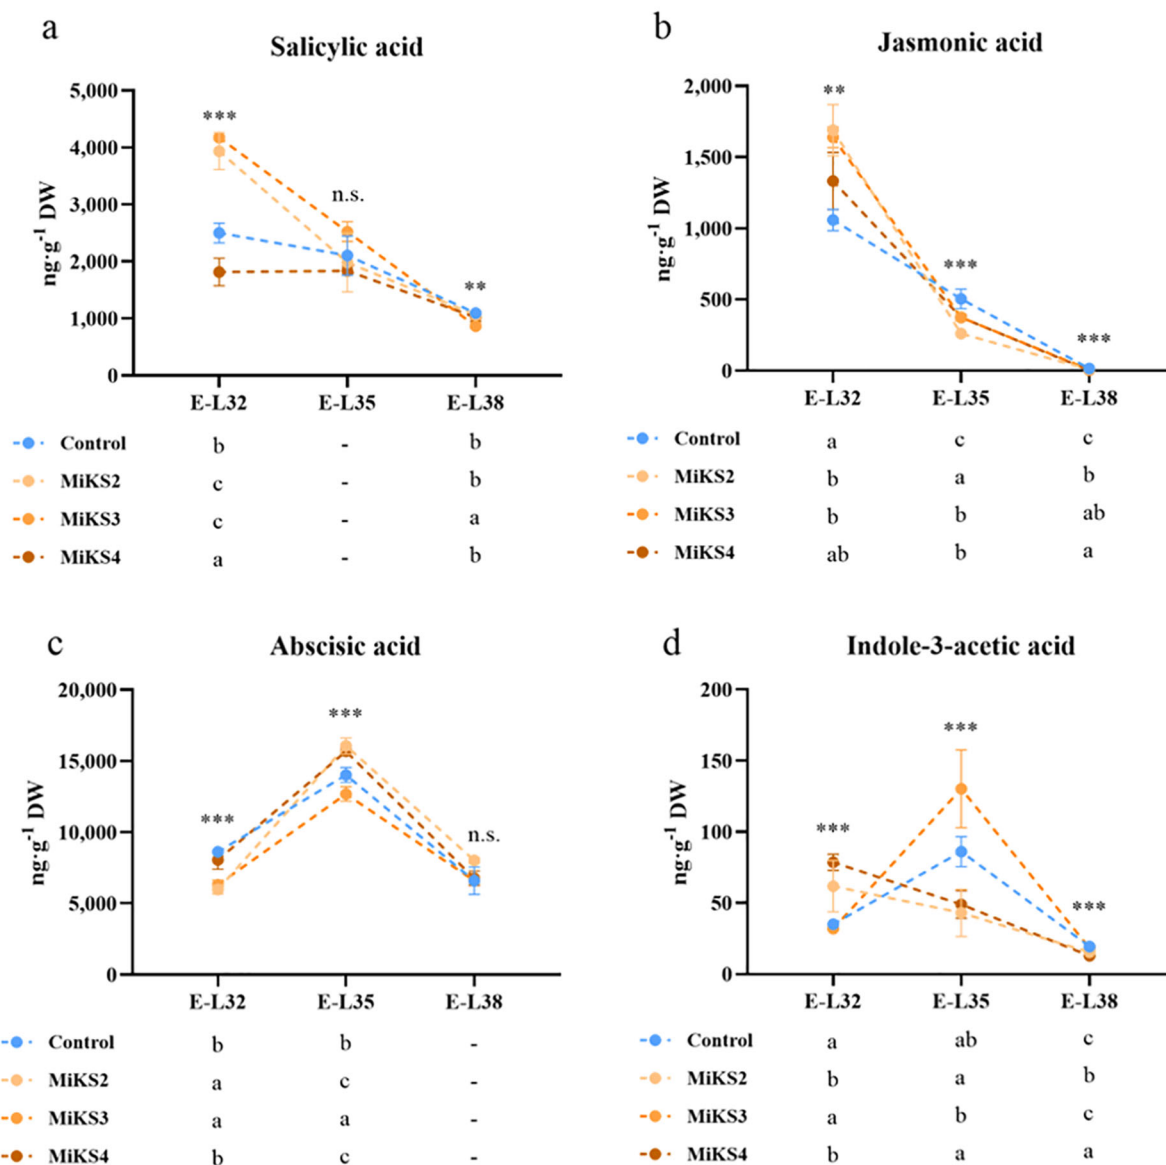 a
Salicylic acid
5,000
4,000
3,000
2,000
1,000
0
ng·g⁻¹ DW
***
n.s.
**
E-L32 E-L35 E-L38
Control b - b
MiKS2 c - b
MiKS3 c - a
MiKS4 a - b
b
Jasmonic acid
2,000
1,500
1,000
500
0
ng·g⁻¹ DW
**
***
***
E-L32 E-L35 E-L38
Control a c c
MiKS2 b a b
MiKS3 b b ab
MiKS4 ab b a
c
Abscisic acid
20,000
15,000
10,000
5,000
0
ng·g⁻¹ DW
***
***
n.s.
E-L32 E-L35 E-L38
Control b b -
MiKS2 a c -
MiKS3 a a -
MiKS4 b c -
d
Indole-3-acetic acid
200
150
100
50
0
ng·g⁻¹ DW
***
***
***
E-L32 E-L35 E-L38
Control a ab c
MiKS2 b a b
MiKS3 a b c
MiKS4 b a a